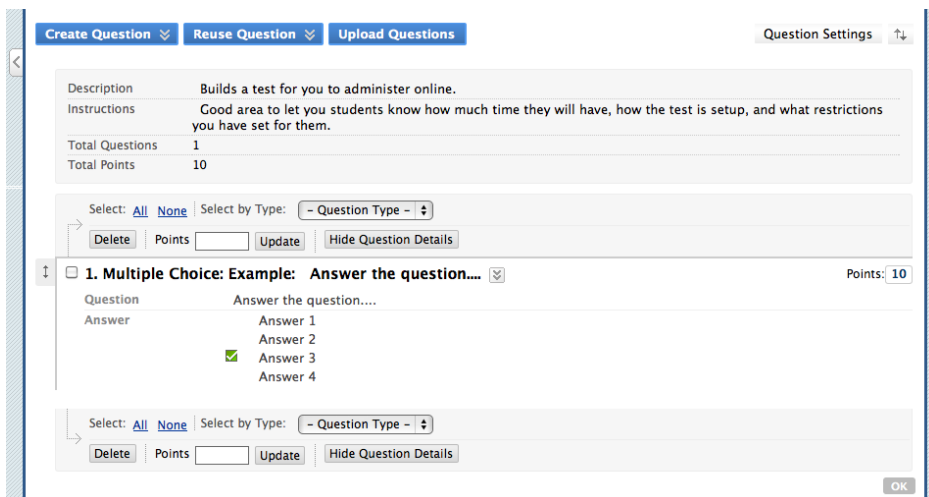 Create Question Reuse Question Upload Questions Question Settings
Description Builds a test for you to administer online.
Instructions Good area to let you students know how much time they will have, how the test is setup, and what restrictions
you have set for them.
Total Questions 1
Total Points 10
Select: All None Select by Type: - Question Type -
Delete Points Update Hide Question Details
1. Multiple Choice: Example: Answer the question.... Points: 10
Question Answer the question....
Answer Answer 1
Answer 2
Answer 3
Answer 4
Select: All None Select by Type: - Question Type -
Delete Points Update Hide Question Details
OK